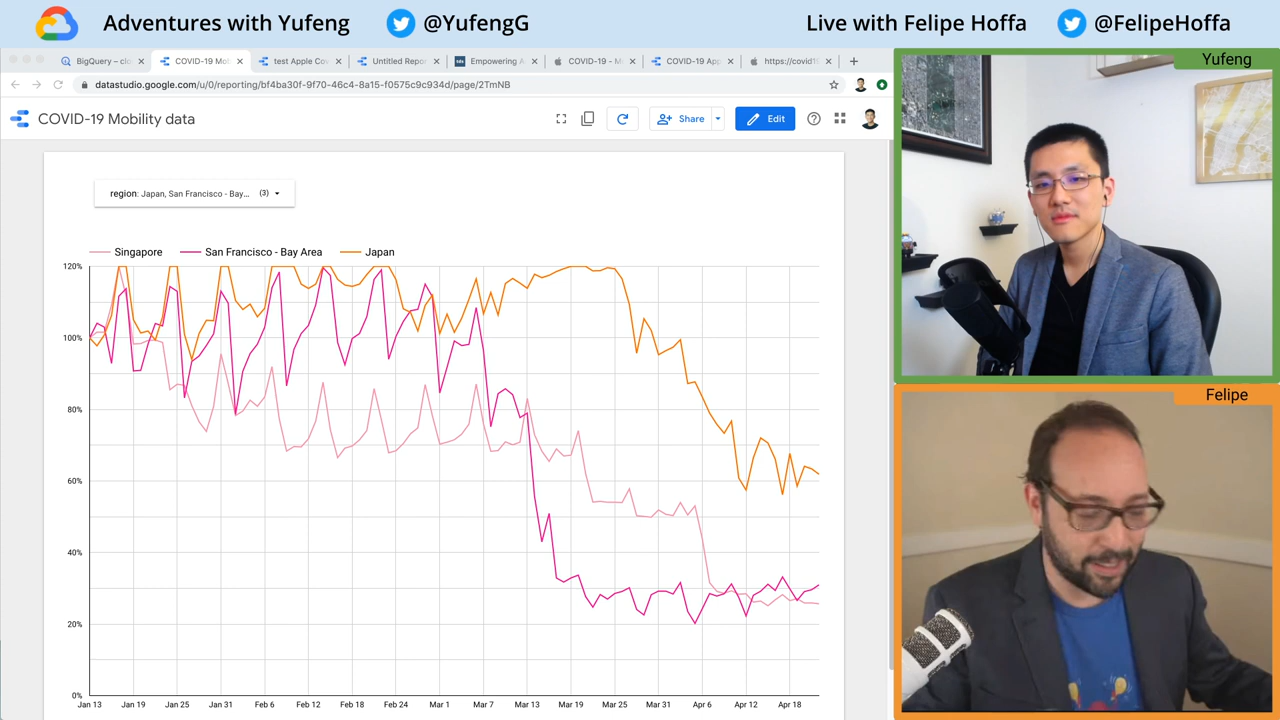 Adventures with Yufeng @YufengG Live with Felipe Hoffa @FelipeHoffa
BigQuery – clo COVID-19 Mo test Apple Cov Untitled Repo Empowering A COVID-19 - M COVID-19 App https://covid1
datastudio.google.com/u/0/reporting/bf4ba30f-9f70-46c4-8a15-f0575c9c934d/page/2TmNB
COVID-19 Mobility data
Share
Edit
region: Japan, San Francisco - Bay... (3)
Singapore San Francisco - Bay Area Japan
120%
100%
80%
60%
40%
20%
0%
Jan 13 Jan 19 Jan 25 Jan 31 Feb 6 Feb 12 Feb 18 Feb 24 Mar 1 Mar 7 Mar 13 Mar 19 Mar 25 Mar 31 Apr 6 Apr 12 Apr 18
Yufeng
Felipe